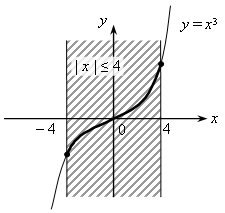 y
y = x³
| x | ≤ 4
x
− 4
0
4